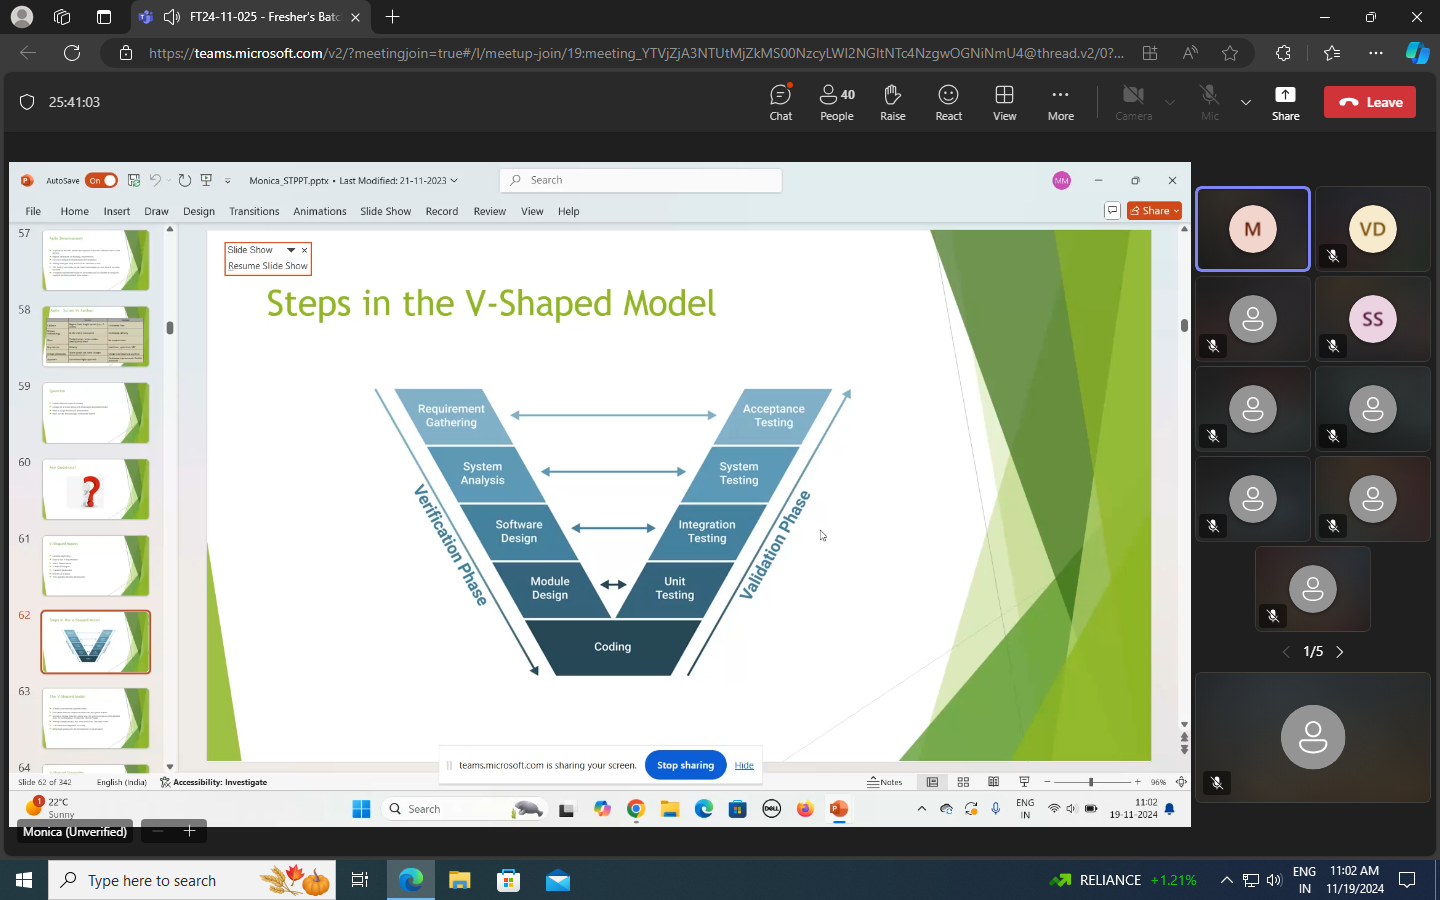 FT24-11-025 - Fresher's Batc
https://teams.microsoft.com/v2/?meetingjoin=true#/l/meetup-join/19:meeting_YTVjZjA3NTUtMjZkMS00NzcyLWI2NGItNTc4NzgwOGNiNmU4@thread.v2/0?...
25:41:03
Chat
40
People
Raise
React
View
More
Camera
Mic
Share
Leave
AutoSave On
Monica_STPPT.pptx • Last Modified: 21-11-2023
Search
MM
File Home Insert Draw Design Transitions Animations Slide Show Record Review View Help
Share
57
58
59
Question
60
61
62
63
64
Slide Show
Resume Slide Show
Steps in the V-Shaped Model
Requirement
Gathering
System
Analysis
Software
Design
Module
Design
Coding
Unit
Testing
Integration
Testing
System
Testing
Acceptance
Testing
Verification Phase
Validation Phase
M
VD
SS
1/5
teams.microsoft.com is sharing your screen.
Stop sharing
Hide
Slide 62 of 342
English (India)
Accessibility: Investigate
Notes
96%
1
22°C
Sunny
Search
DELL
ENG
IN
11:02
19-11-2024
Monica (Unverified)
Type here to search
RELIANCE +1.21%
ENG
IN
11:02 AM
11/19/2024